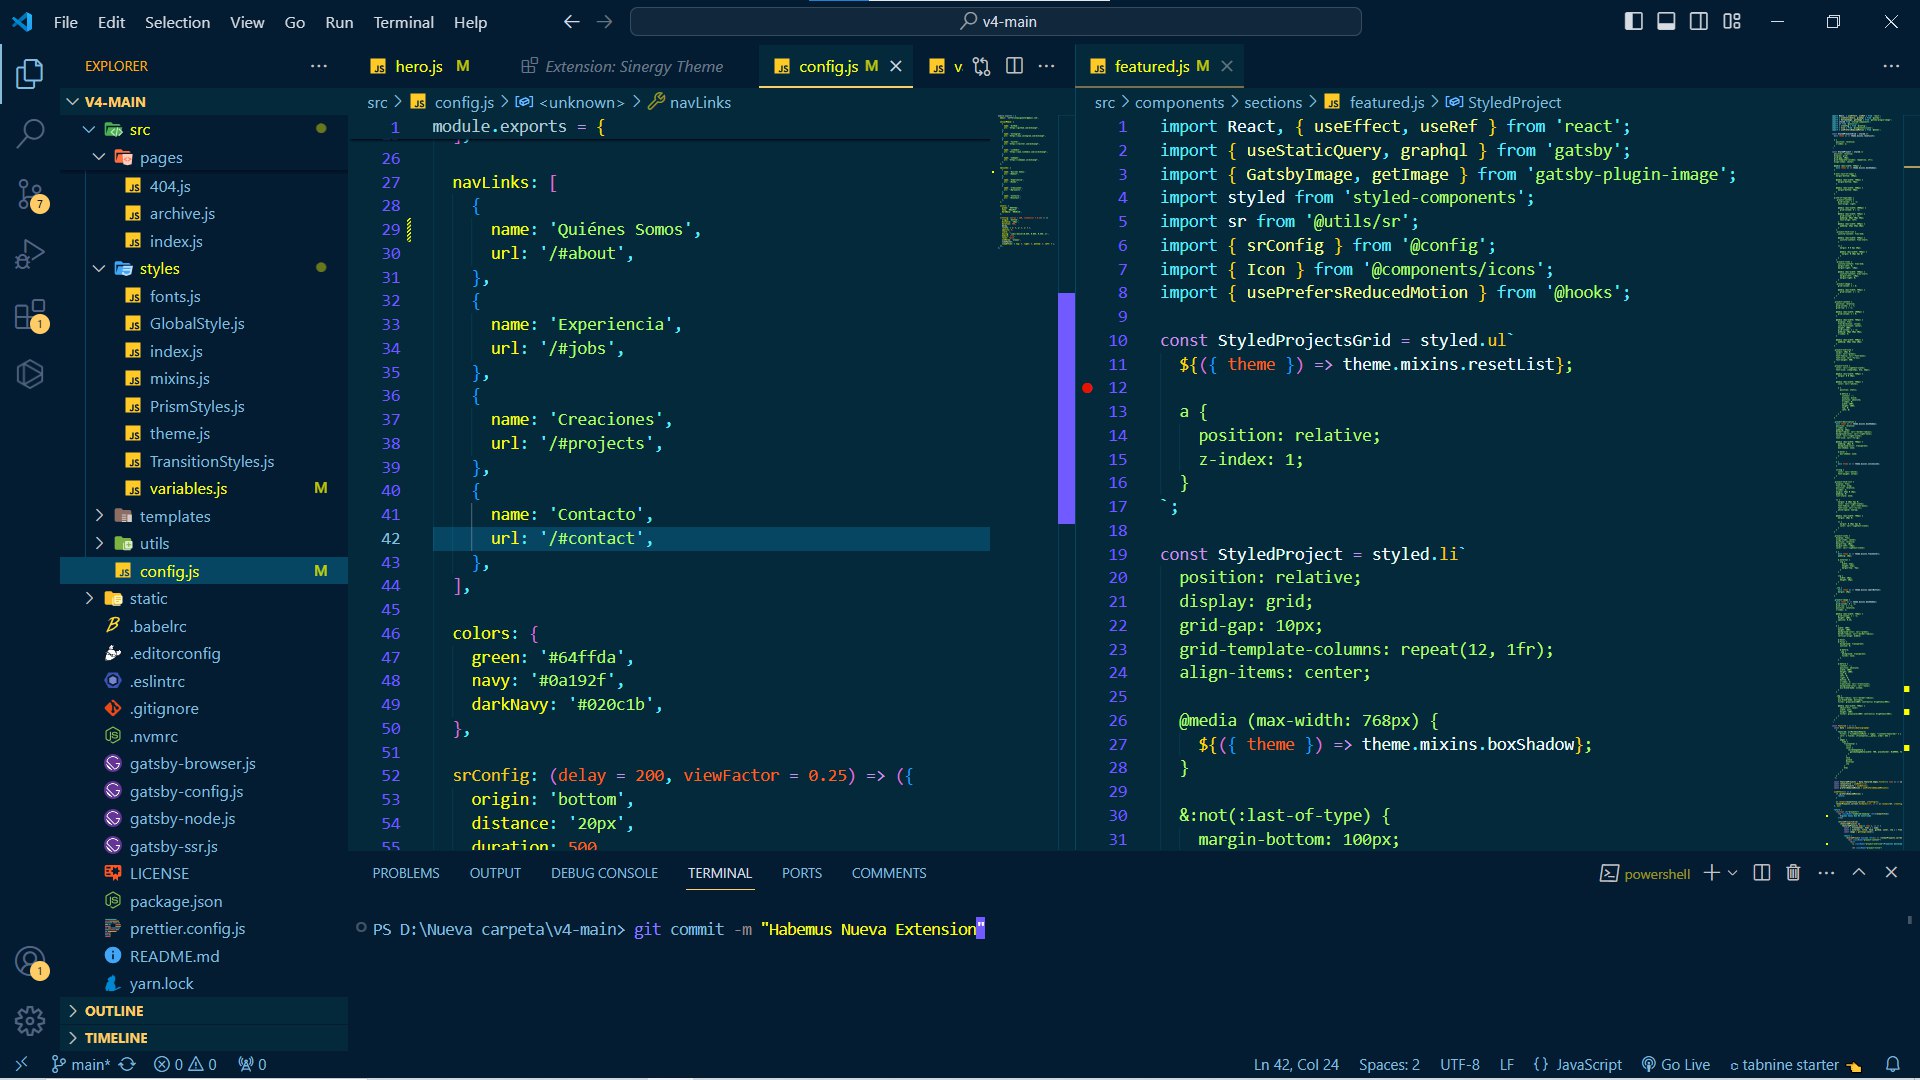 File Edit Selection View Go Run Terminal Help
v4-main
EXPLORER
V4-MAIN
src
pages
404.js
archive.js
index.js
styles
fonts.js
GlobalStyle.js
index.js
mixins.js
PrismStyles.js
theme.js
TransitionStyles.js
variables.js M
templates
utils
config.js M
static
.babelrc
.editorconfig
.eslintrc
.gitignore
.nvmrc
gatsby-browser.js
gatsby-config.js
gatsby-node.js
gatsby-ssr.js
LICENSE
package.json
prettier.config.js
README.md
yarn.lock
OUTLINE
TIMELINE
7
1
1
hero.js M Extension: Sinergy Theme config.js M
src > config.js > <unknown> > navLinks
1 module.exports = {
26
27 navLinks: [
28 {
29 name: 'Quiénes Somos',
30 url: '/#about',
31 },
32 {
33 name: 'Experiencia',
34 url: '/#jobs',
35 },
36 {
37 name: 'Creaciones',
38 url: '/#projects',
39 },
40 {
41 name: 'Contacto',
42 url: '/#contact',
43 },
44 ],
45
46 colors: {
47 green: '#64ffda',
48 navy: '#0a192f',
49 darkNavy: '#020c1b',
50 },
51
52 srConfig: (delay = 200, viewFactor = 0.25) => ({
53 origin: 'bottom',
54 distance: '20px',
55 duration: 500
featured.js M
src > components > sections > featured.js > StyledProject
1 import React, { useEffect, useRef } from 'react';
2 import { useStaticQuery, graphql } from 'gatsby';
3 import { GatsbyImage, getImage } from 'gatsby-plugin-image';
4 import styled from 'styled-components';
5 import sr from '@utils/sr';
6 import { srConfig } from '@config';
7 import { Icon } from '@components/icons';
8 import { usePrefersReducedMotion } from '@hooks';
9
10 const StyledProjectsGrid = styled.ul`
11 ${({ theme }) => theme.mixins.resetList};
12
13 a {
14 position: relative;
15 z-index: 1;
16 }
17 `;
18
19 const StyledProject = styled.li`
20 position: relative;
21 display: grid;
22 grid-gap: 10px;
23 grid-template-columns: repeat(12, 1fr);
24 align-items: center;
25
26 @media (max-width: 768px) {
27 ${({ theme }) => theme.mixins.boxShadow};
28 }
29
30 &:not(:last-of-type) {
31 margin-bottom: 100px;
PROBLEMS OUTPUT DEBUG CONSOLE TERMINAL PORTS COMMENTS
powershell
PS D:\Nueva carpeta\v4-main> git commit -m "Habemus Nueva Extension"
main* 0 0 0
Ln 42, Col 24 Spaces: 2 UTF-8 LF {} JavaScript Go Live tabnine starter